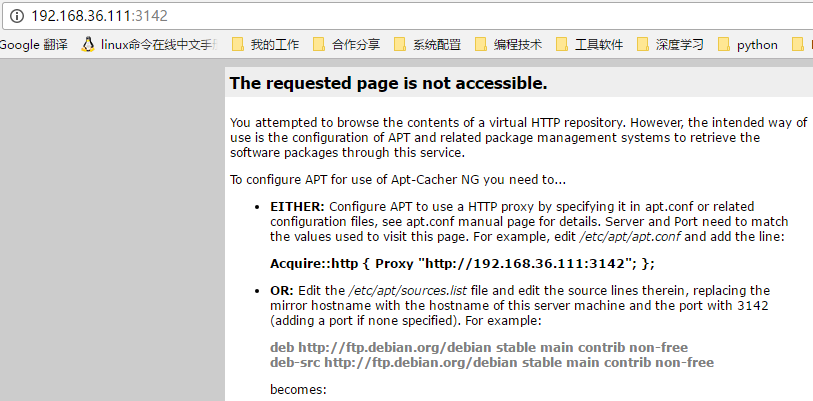 192.168.36.111:3142
Google 翻译 linux命令在线中文手 我的工作 合作分享 系统配置 编程技术 工具软件 深度学习 python
The requested page is not accessible.
You attempted to browse the contents of a virtual HTTP repository. However, the intended way of
use is the configuration of APT and related package management systems to retrieve the
software packages through this service.
To configure APT for use of Apt-Cacher NG you need to...
• EITHER: Configure APT to use a HTTP proxy by specifying it in apt.conf or related
configuration files, see apt.conf manual page for details. Server and Port need to match
the values used to visit this page. For example, edit /etc/apt/apt.conf and add the line:
Acquire::http { Proxy "http://192.168.36.111:3142"; };
• OR: Edit the /etc/apt/sources.list file and edit the source lines therein, replacing the
mirror hostname with the hostname of this server machine and the port with 3142
(adding a port if none specified). For example:
deb http://ftp.debian.org/debian stable main contrib non-free
deb-src http://ftp.debian.org/debian stable main contrib non-free
becomes: